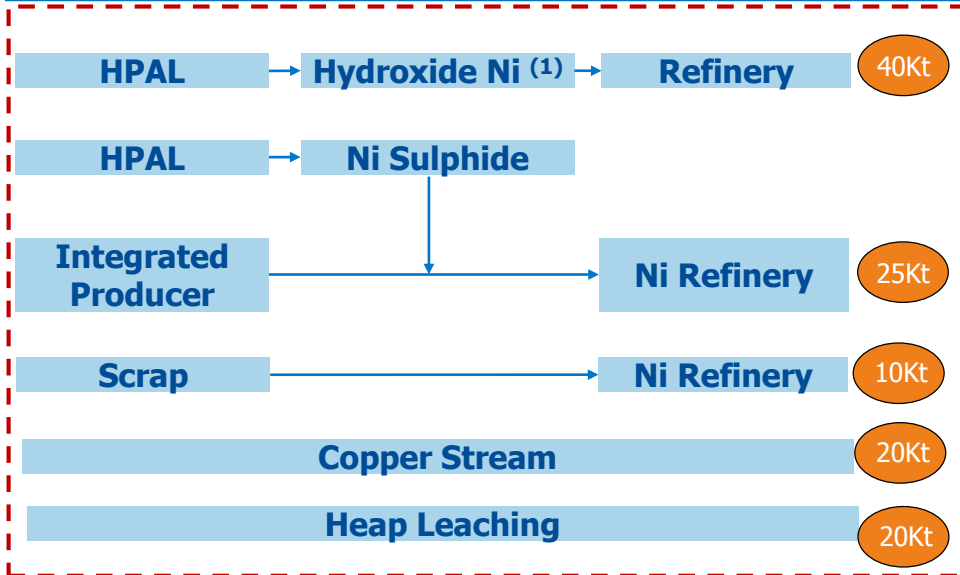 HPAL
Hydroxide Ni (1)
Refinery
40Kt
HPAL
Ni Sulphide
Integrated
Producer
Ni Refinery
25Kt
Scrap
Ni Refinery
10Kt
Copper Stream
20Kt
Heap Leaching
20Kt